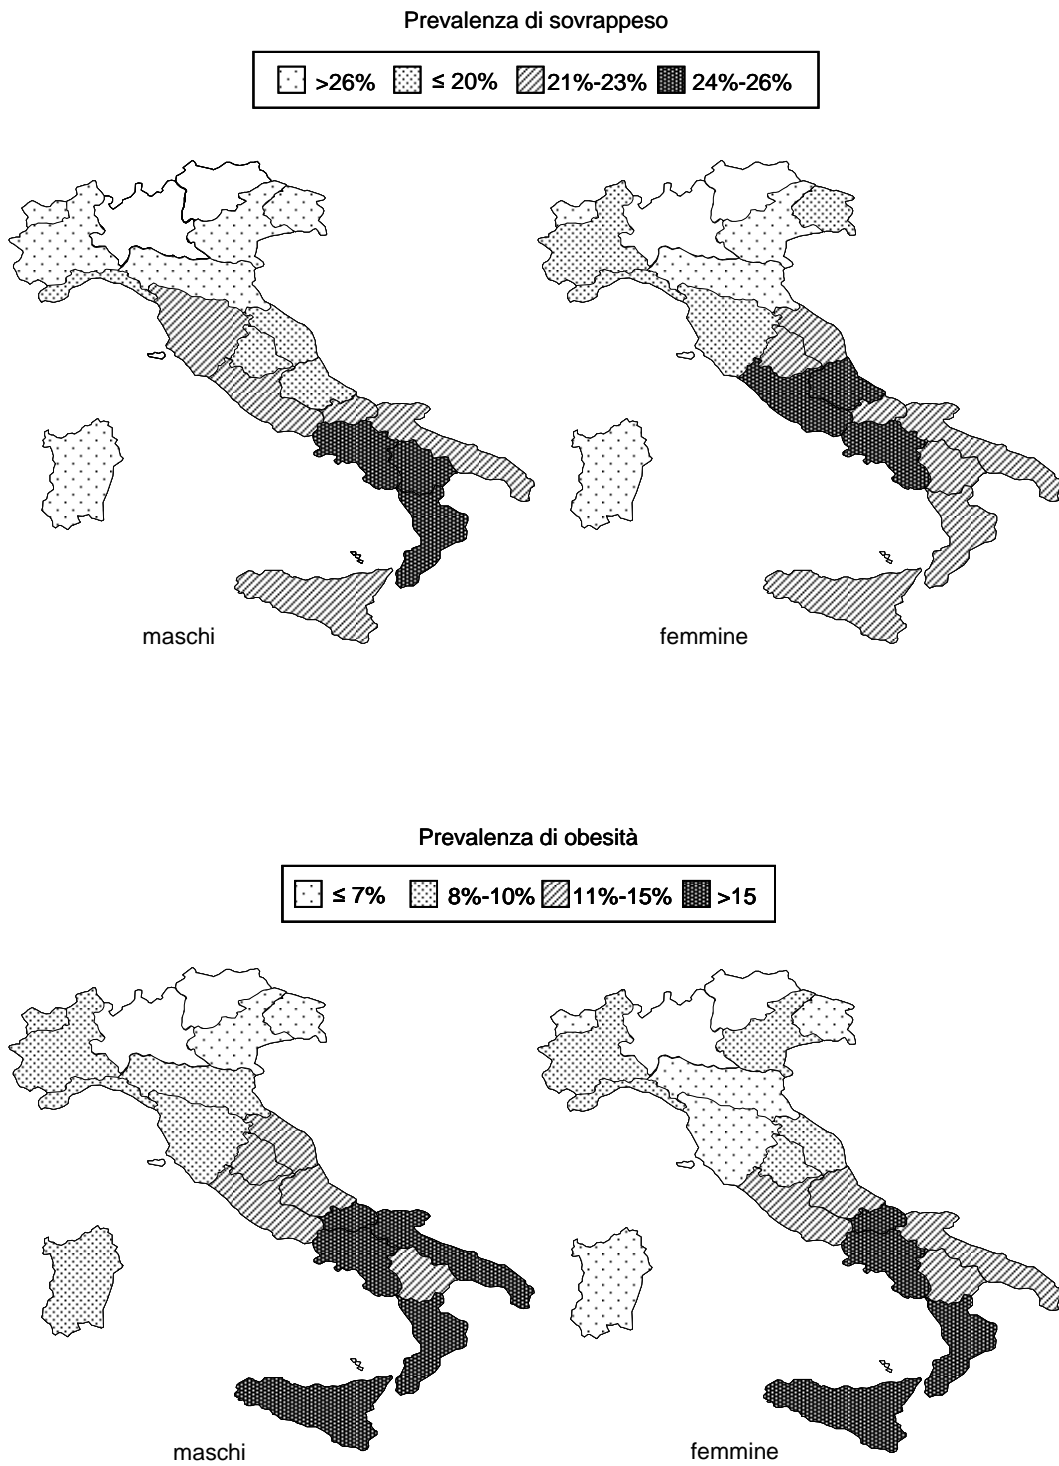 Prevalenza di sovrappeso
>26% ≤ 20% 21%-23% 24%-26%
maschi femmine
Prevalenza di obesità
≤ 7% 8%-10% 11%-15% >15
maschi femmine